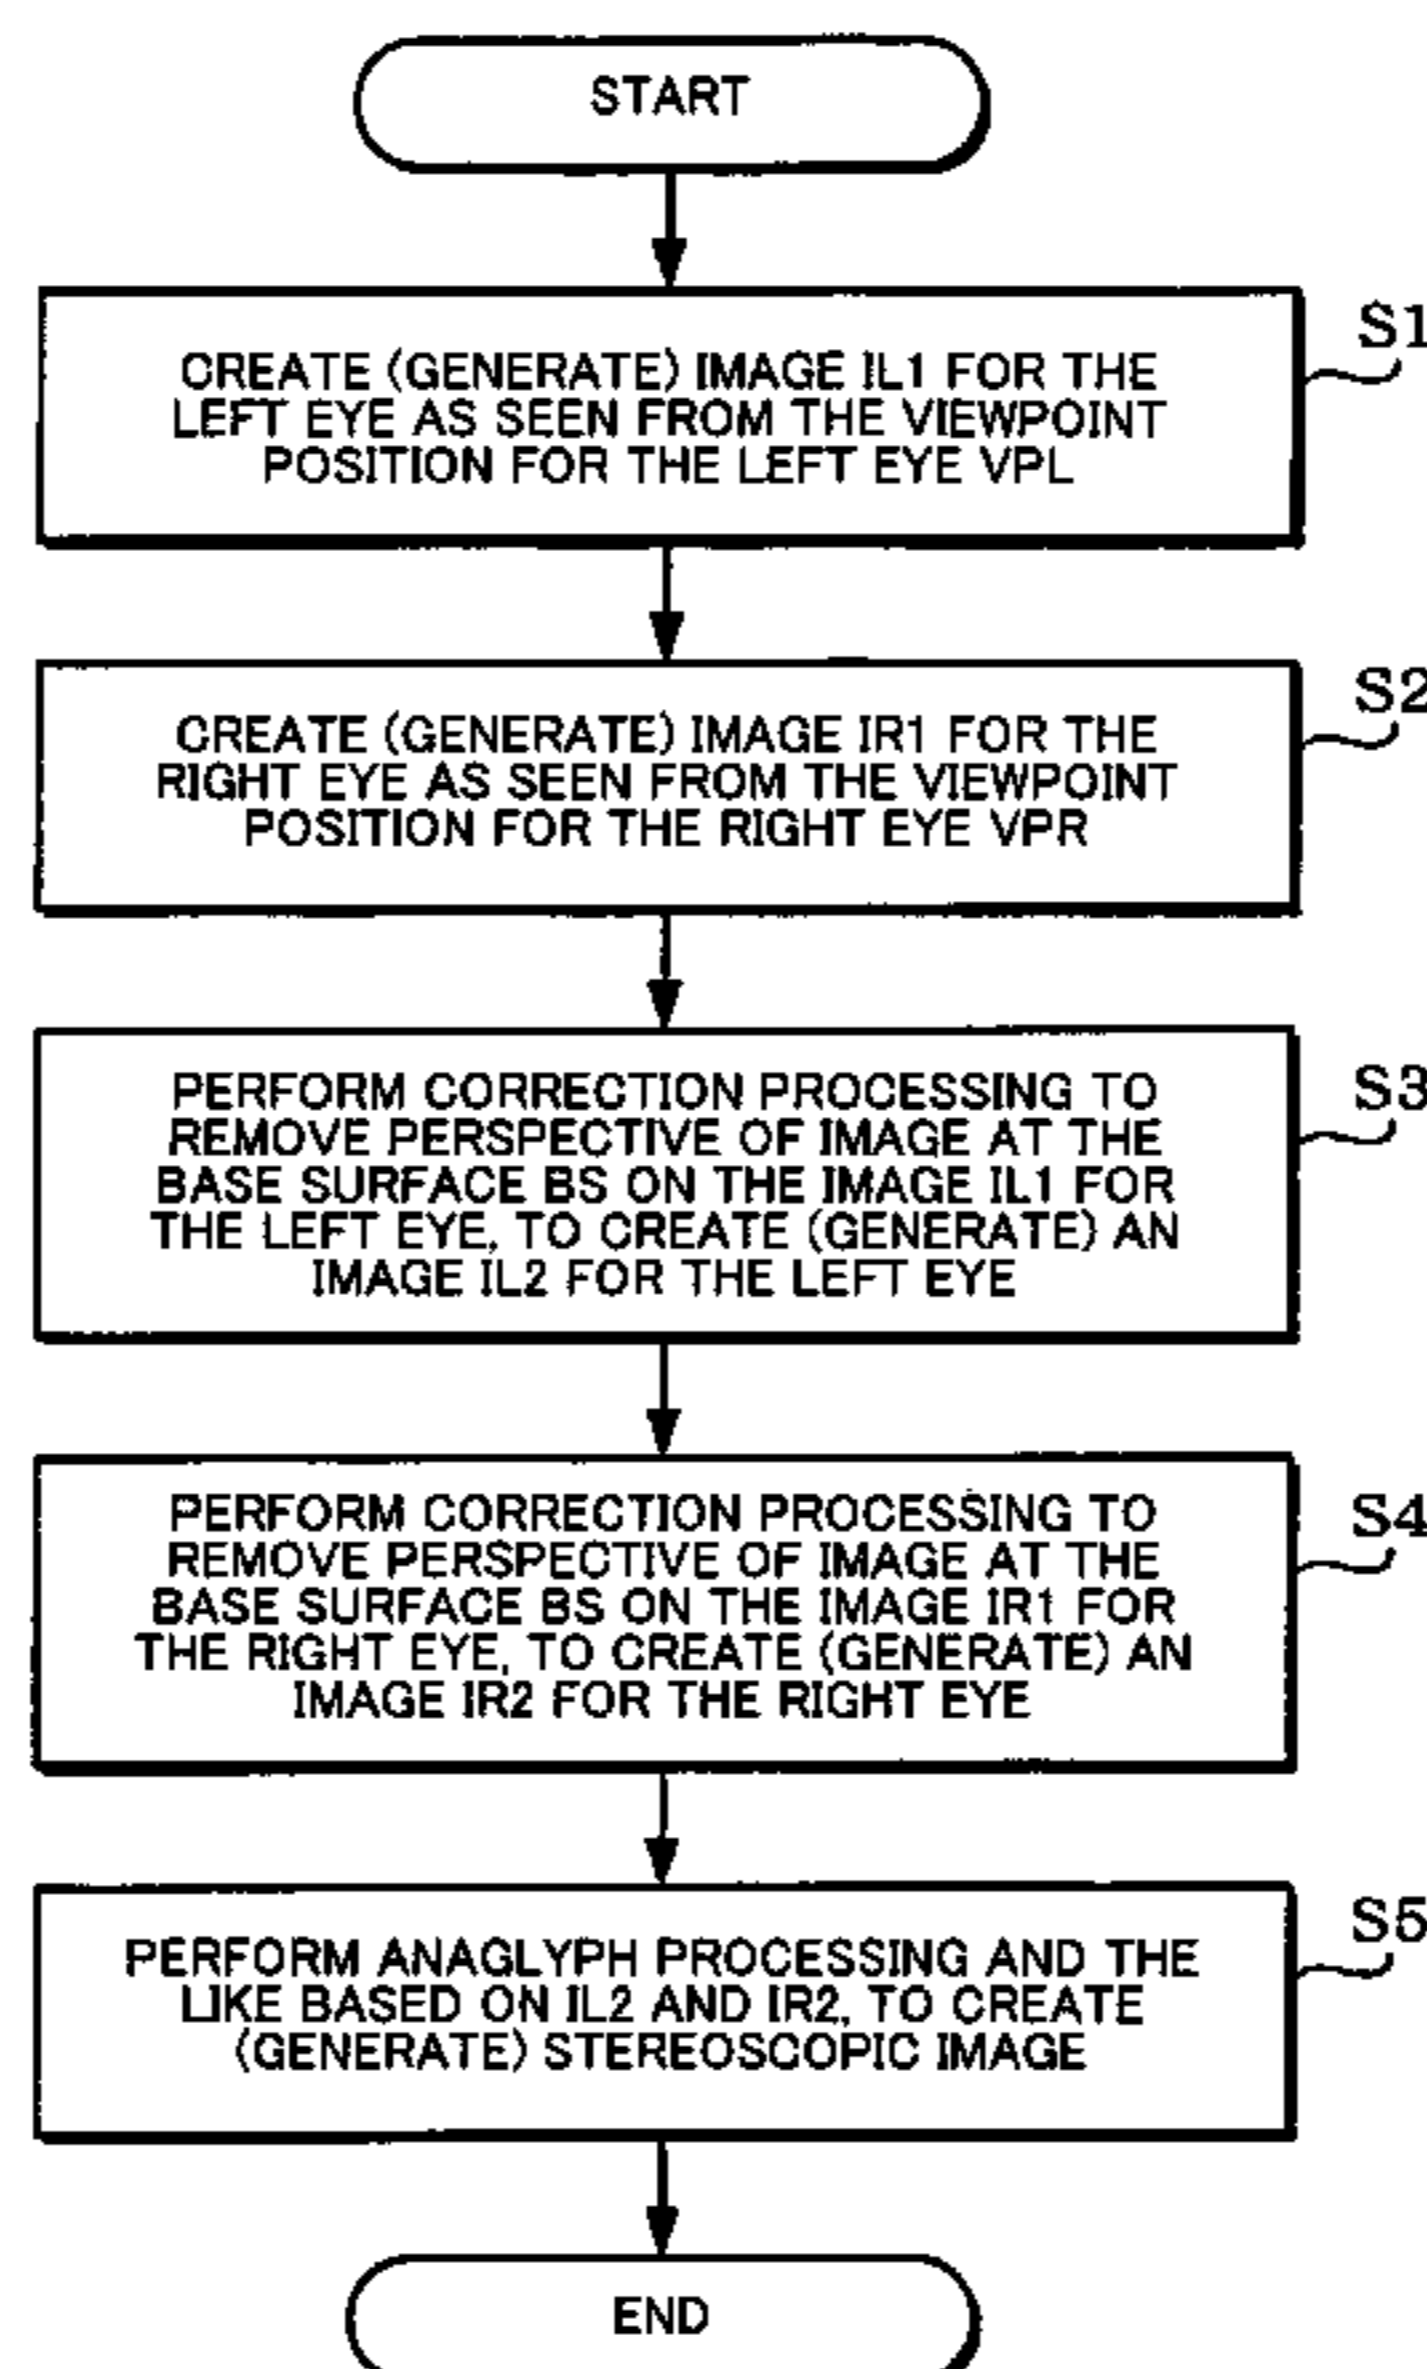 START
CREATE (GENERATE) IMAGE IL1 FOR THE
LEFT EYE AS SEEN FROM THE VIEWPOINT
POSITION FOR THE LEFT EYE VPL
S1
CREATE (GENERATE) IMAGE IR1 FOR THE
RIGHT EYE AS SEEN FROM THE VIEWPOINT
POSITION FOR THE RIGHT EYE VPR
S2
PERFORM CORRECTION PROCESSING TO
REMOVE PERSPECTIVE OF IMAGE AT THE
BASE SURFACE BS ON THE IMAGE IL1 FOR
THE LEFT EYE, TO CREATE (GENERATE) AN
IMAGE IL2 FOR THE LEFT EYE
S3
PERFORM CORRECTION PROCESSING TO
REMOVE PERSPECTIVE OF IMAGE AT THE
BASE SURFACE BS ON THE IMAGE IR1 FOR
THE RIGHT EYE, TO CREATE (GENERATE) AN
IMAGE IR2 FOR THE RIGHT EYE
S4
PERFORM ANAGLYPH PROCESSING AND THE
LIKE BASED ON IL2 AND IR2, TO CREATE
(GENERATE) STEREOSCOPIC IMAGE
S5
END